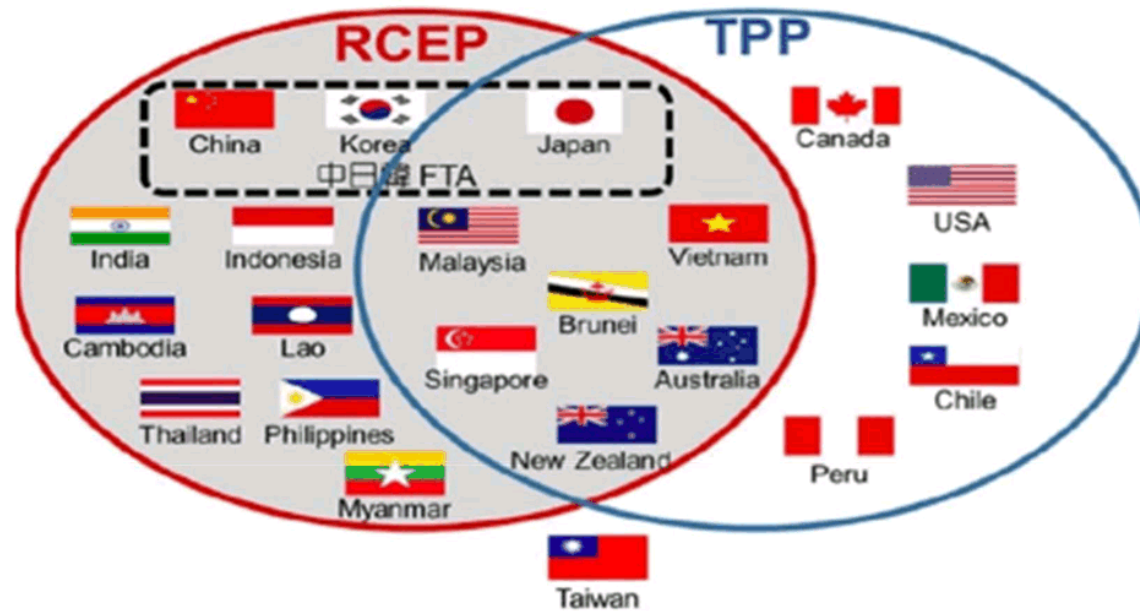 RCEP
TPP
China
Korea
Japan
中日韓 FTA
Canada
USA
India
Indonesia
Malaysia
Vietnam
Brunei
Mexico
Cambodia
Lao
Singapore
Australia
Chile
Thailand
Philippines
New Zealand
Peru
Myanmar
Taiwan